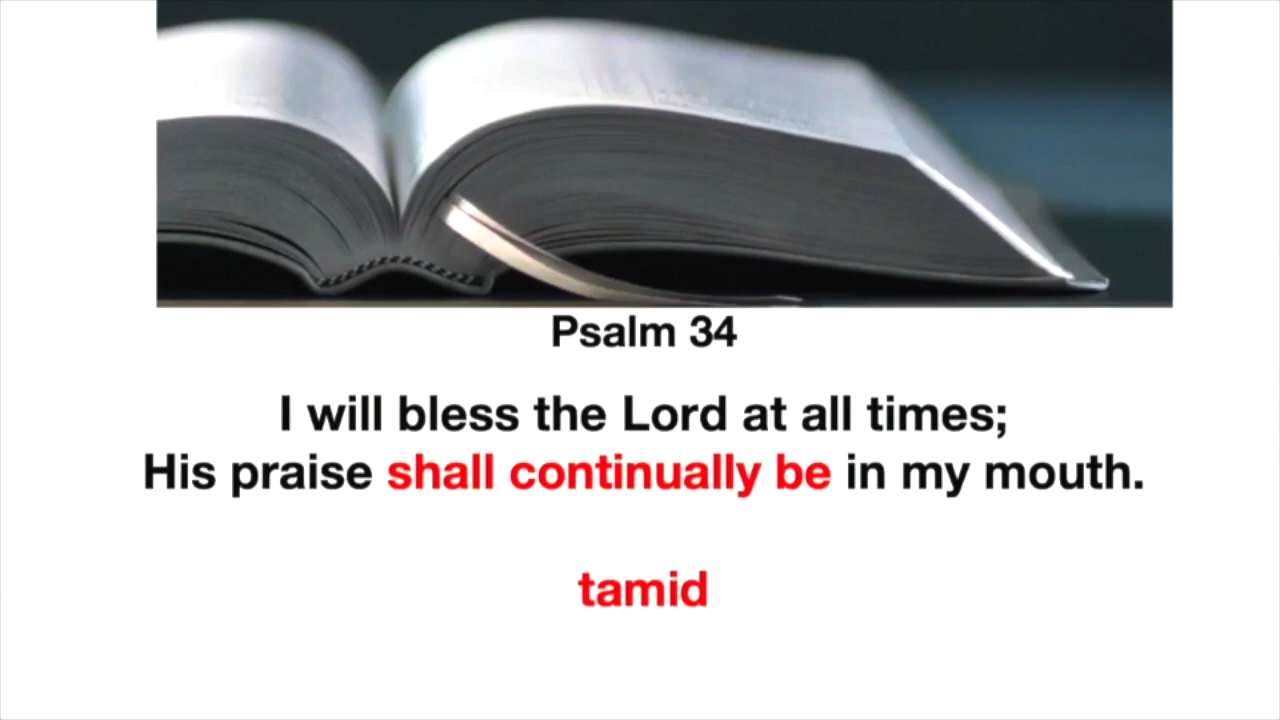 Psalm 34
I will bless the Lord at all times;
His praise shall continually be in my mouth.
tamid